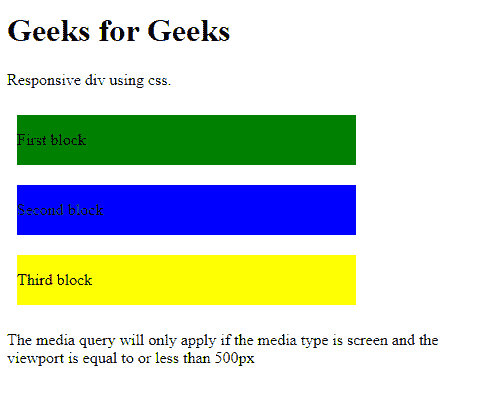 Geeks for Geeks
Responsive div using css.
First block
Second block
Third block
The media query will only apply if the media type is screen and the
viewport is equal to or less than 500px